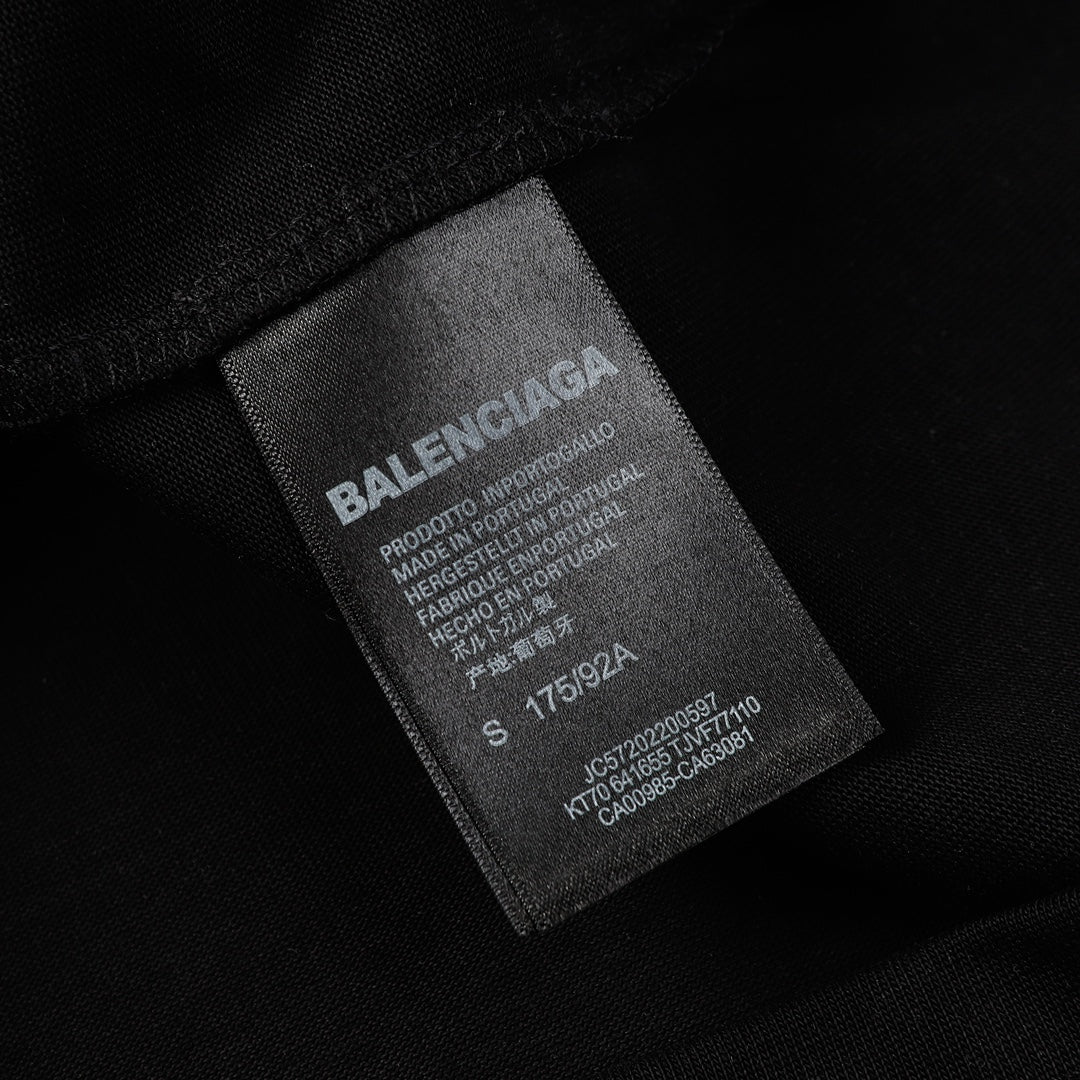 BALENCIAGA
PRODOTTO INPORTOGALLO
MADE IN PORTUGAL
HERGESTELLT IN PORTUGAL
FABRIQUE ENPORTUGAL
HECHO EN PORTUGAL
ポルトガル製
产地:葡萄牙
S 175/92A
JC57202200597
KT70 641655 TJVF77110
CA00985-CA63081